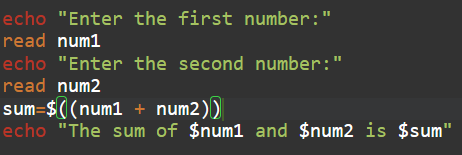 echo "Enter the first number:"
read num1
echo "Enter the second number:"
read num2
sum=$((num1 + num2))
echo "The sum of $num1 and $num2 is $sum"